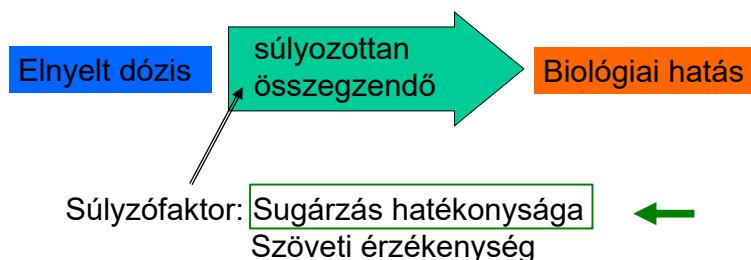 Elnyelt dózis
súlyozottan
összegzendő
Biológiai hatás
Súlyzófaktor: Sugárzás hatékonysága
Szöveti érzékenység